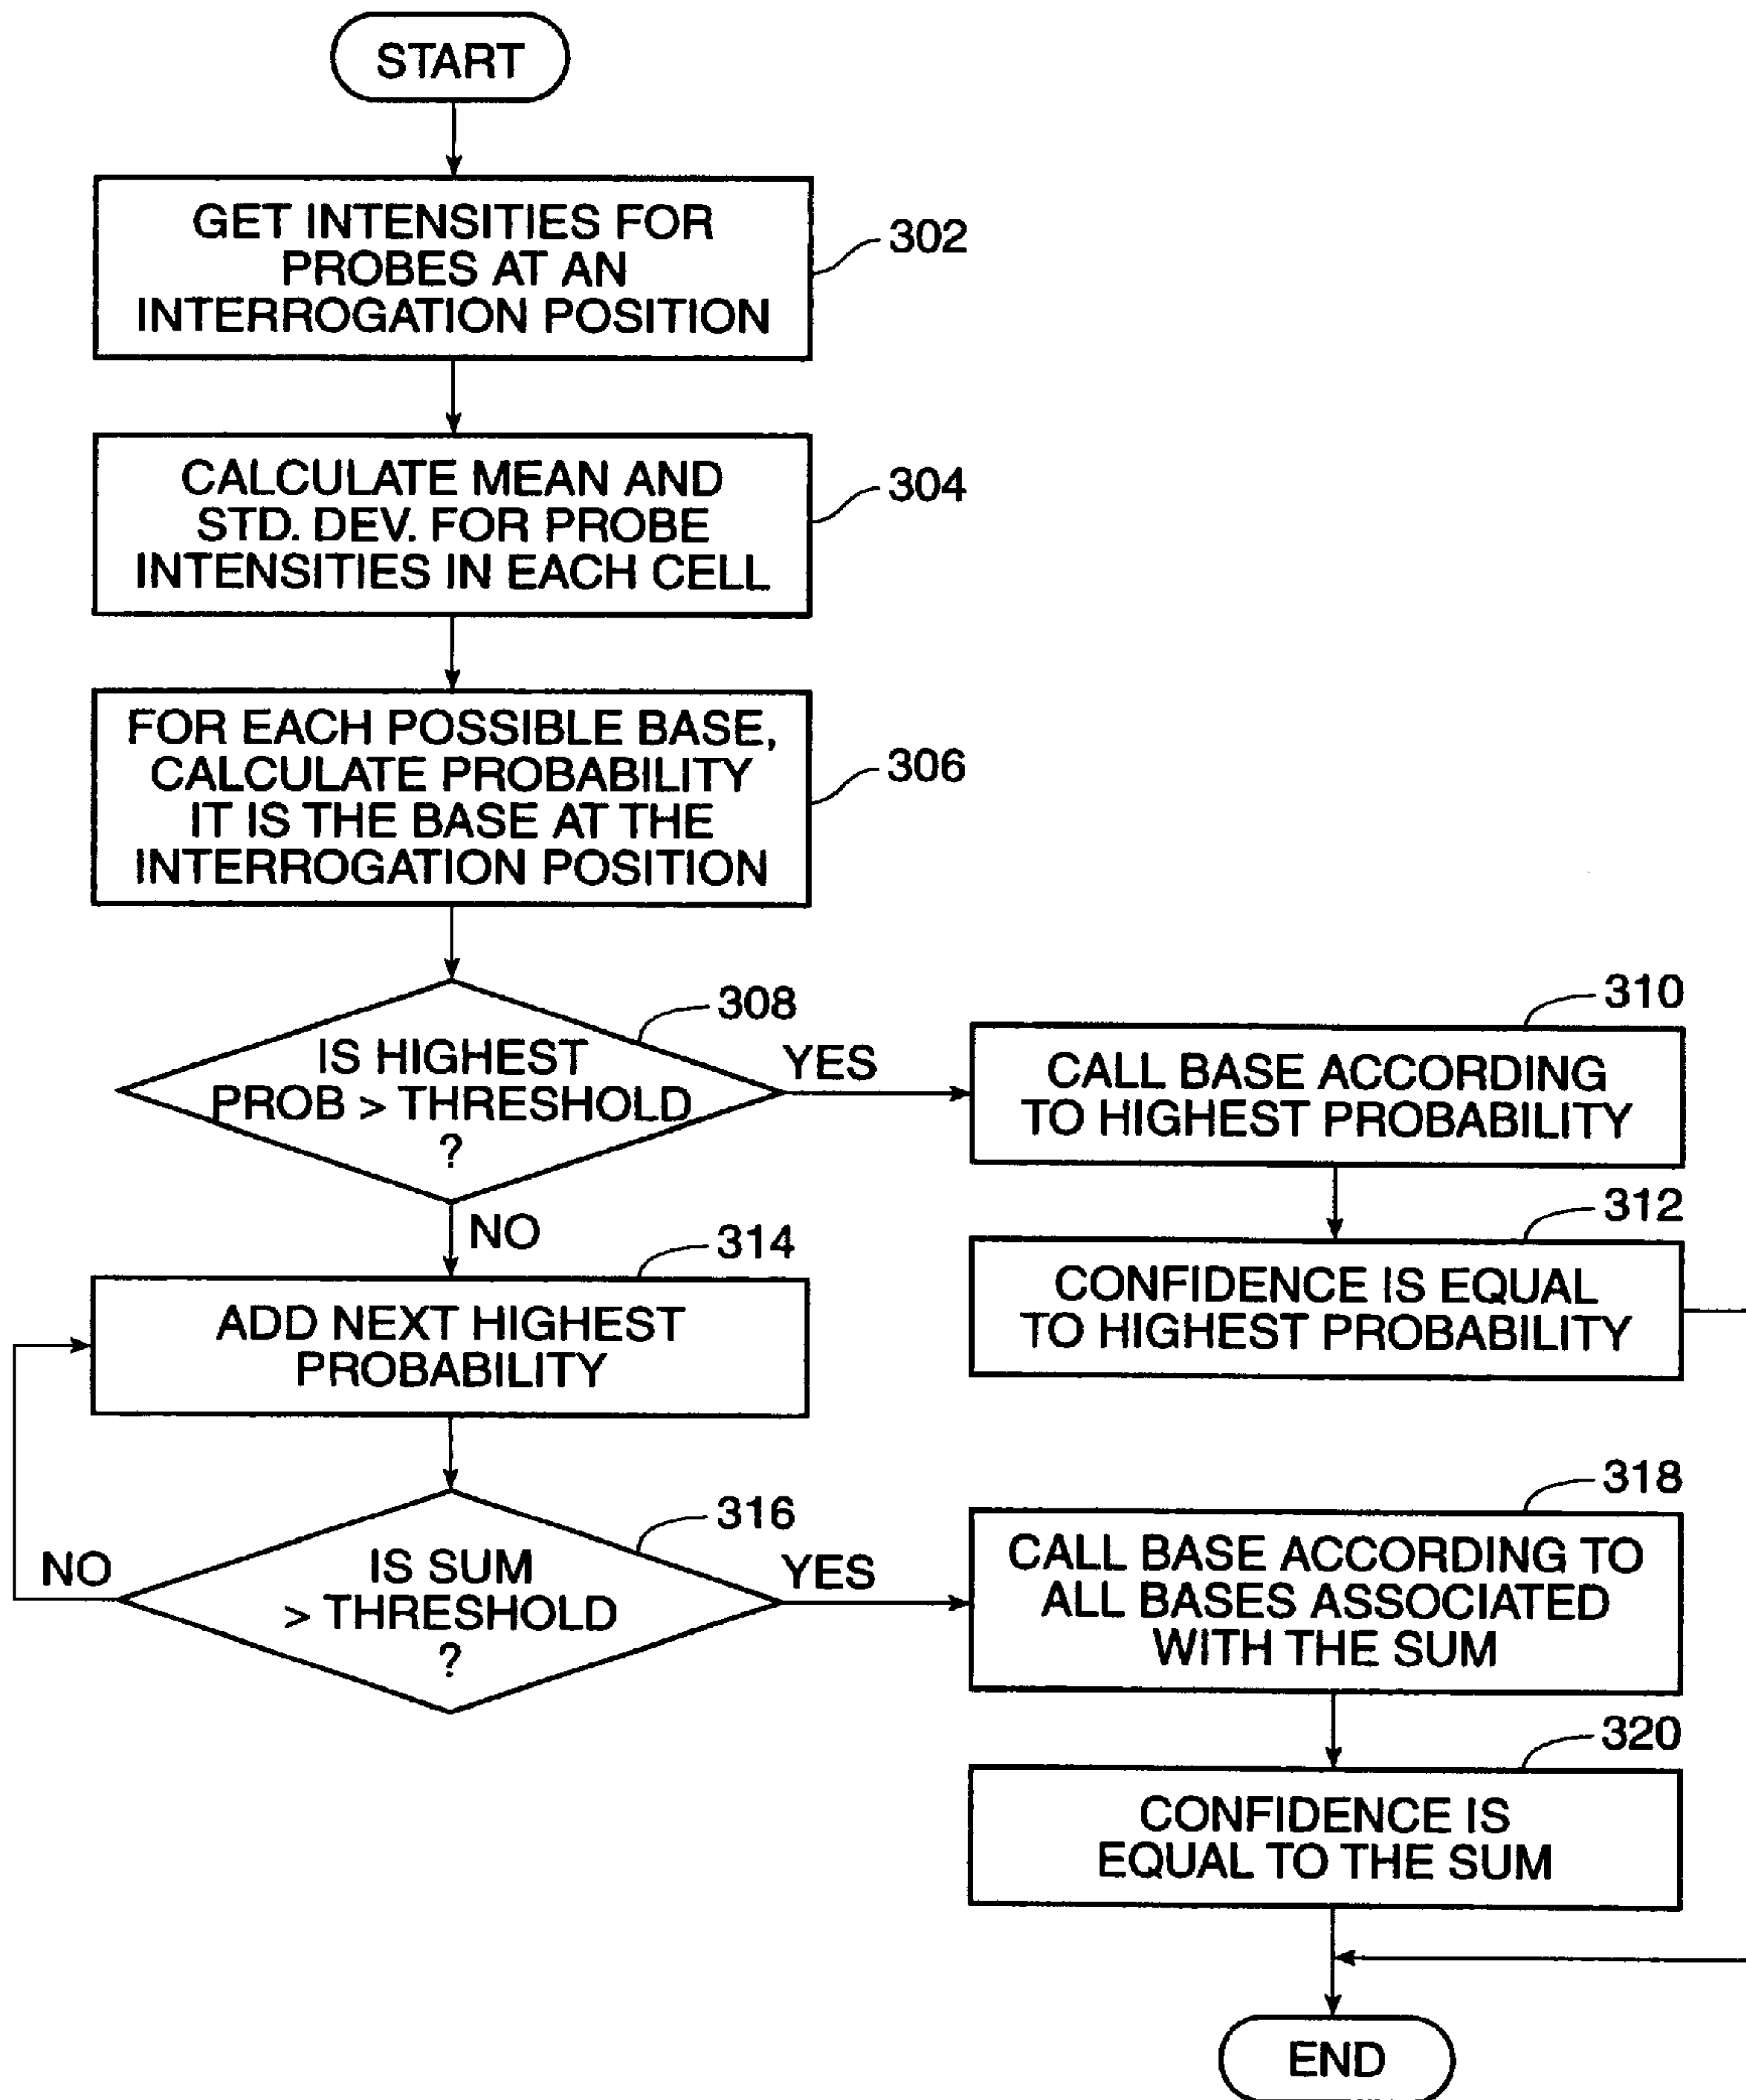 START
GET INTENSITIES FOR
PROBES AT AN
INTERROGATION POSITION
302
CALCULATE MEAN AND
STD. DEV. FOR PROBE
INTENSITIES IN EACH CELL
304
FOR EACH POSSIBLE BASE,
CALCULATE PROBABILITY
IT IS THE BASE AT THE
INTERROGATION POSITION
306
308
IS HIGHEST
PROB > THRESHOLD
?
YES
310
CALL BASE ACCORDING
TO HIGHEST PROBABILITY
312
CONFIDENCE IS EQUAL
TO HIGHEST PROBABILITY
NO
314
ADD NEXT HIGHEST
PROBABILITY
316
IS SUM
> THRESHOLD
?
NO
YES
318
CALL BASE ACCORDING TO
ALL BASES ASSOCIATED
WITH THE SUM
320
CONFIDENCE IS
EQUAL TO THE SUM
END